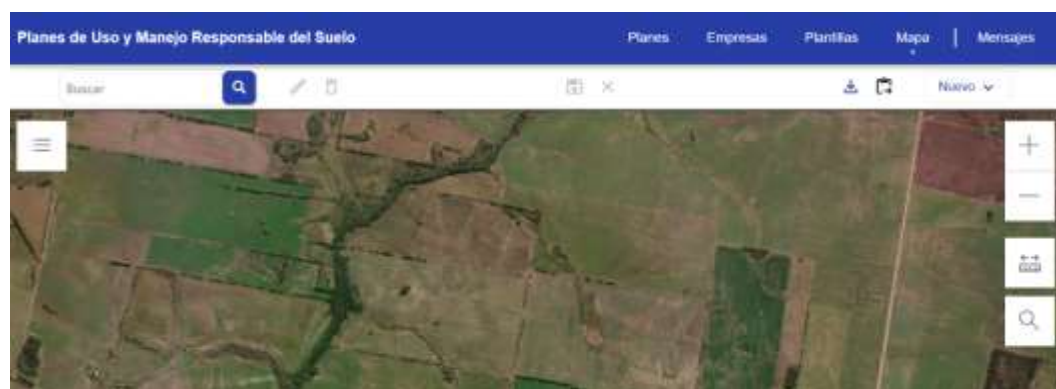 Planes de Uso y Manejo Responsable del Suelo Planes Empresas Plantillas Mapa | Mensajes
Buscar Nuevo